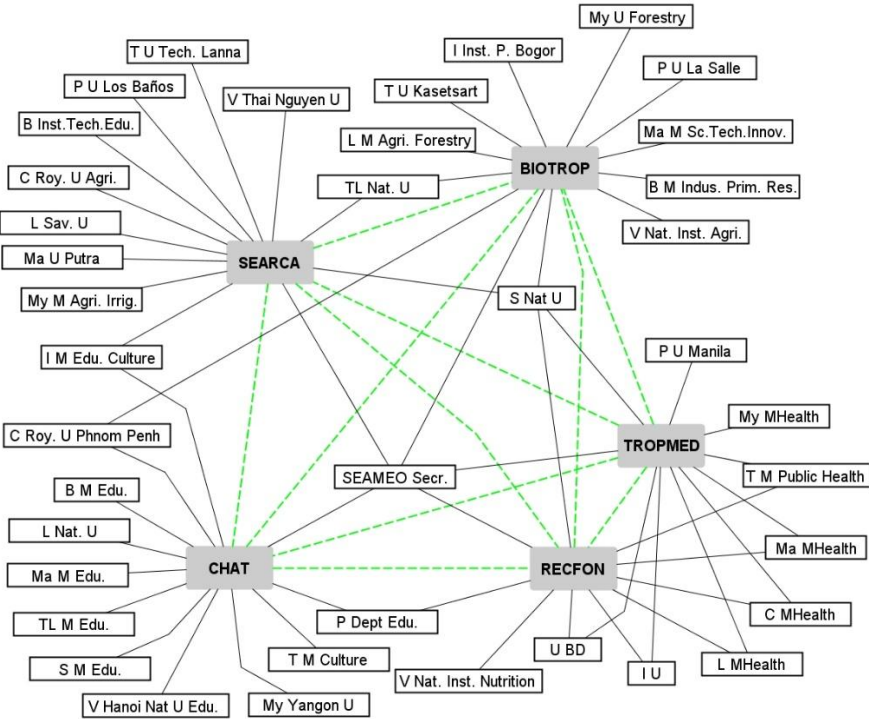 My U Forestry
I Inst. P. Bogor
T U Tech. Lanna
P U La Salle
P U Los Baños
T U Kasetsart
V Thai Nguyen U
B Inst.Tech.Edu.
Ma M Sc.Tech.Innov.
L M Agri. Forestry
BIOTROP
C Roy. U Agri.
TL Nat. U
B M Indus. Prim. Res.
L Sav. U
V Nat. Inst. Agri.
Ma U Putra
SEARCA
My M Agri. Irrig.
S Nat U
I M Edu. Culture
P U Manila
My MHealth
C Roy. U Phnom Penh
TROPMED
SEAMEO Secr.
T M Public Health
B M Edu.
L Nat. U
Ma MHealth
CHAT
RECFON
Ma M Edu.
C MHealth
TL M Edu.
P Dept Edu.
U BD
T M Culture
L MHealth
S M Edu.
I U
V Nat. Inst. Nutrition
V Hanoi Nat U Edu.
My Yangon U